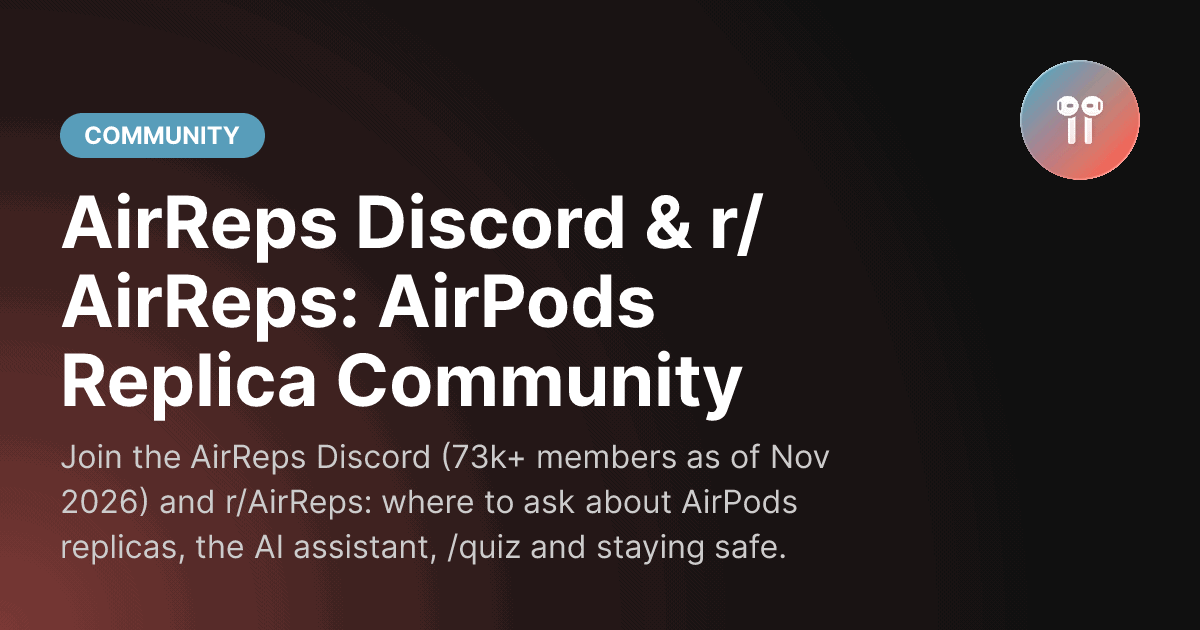 COMMUNITY
AirReps Discord & r/
AirReps: AirPods
Replica Community
Join the AirReps Discord (73k+ members as of Nov
2026) and r/AirReps: where to ask about AirPods
replicas, the AI assistant, /quiz and staying safe.